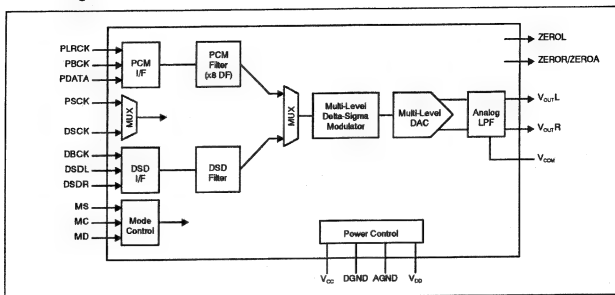 PLRCK
PBCK
PDATA
PCM
I/F
PCM
Filter
(x8 DF)
PSCK
DSCK
MUX
DBCK
DSDL
DSDR
DSD
I/F
DSD
Filter
MS
MC
MD
Mode
Control
MUX
Multi-Level
Delta-Sigma
Modulator
Multi-Level
DAC
Analog
LPF
ZEROL
ZEROR/ZEROA
VOUTL
VOUTR
VCOM
Power Control
VCC DGND AGND VDD